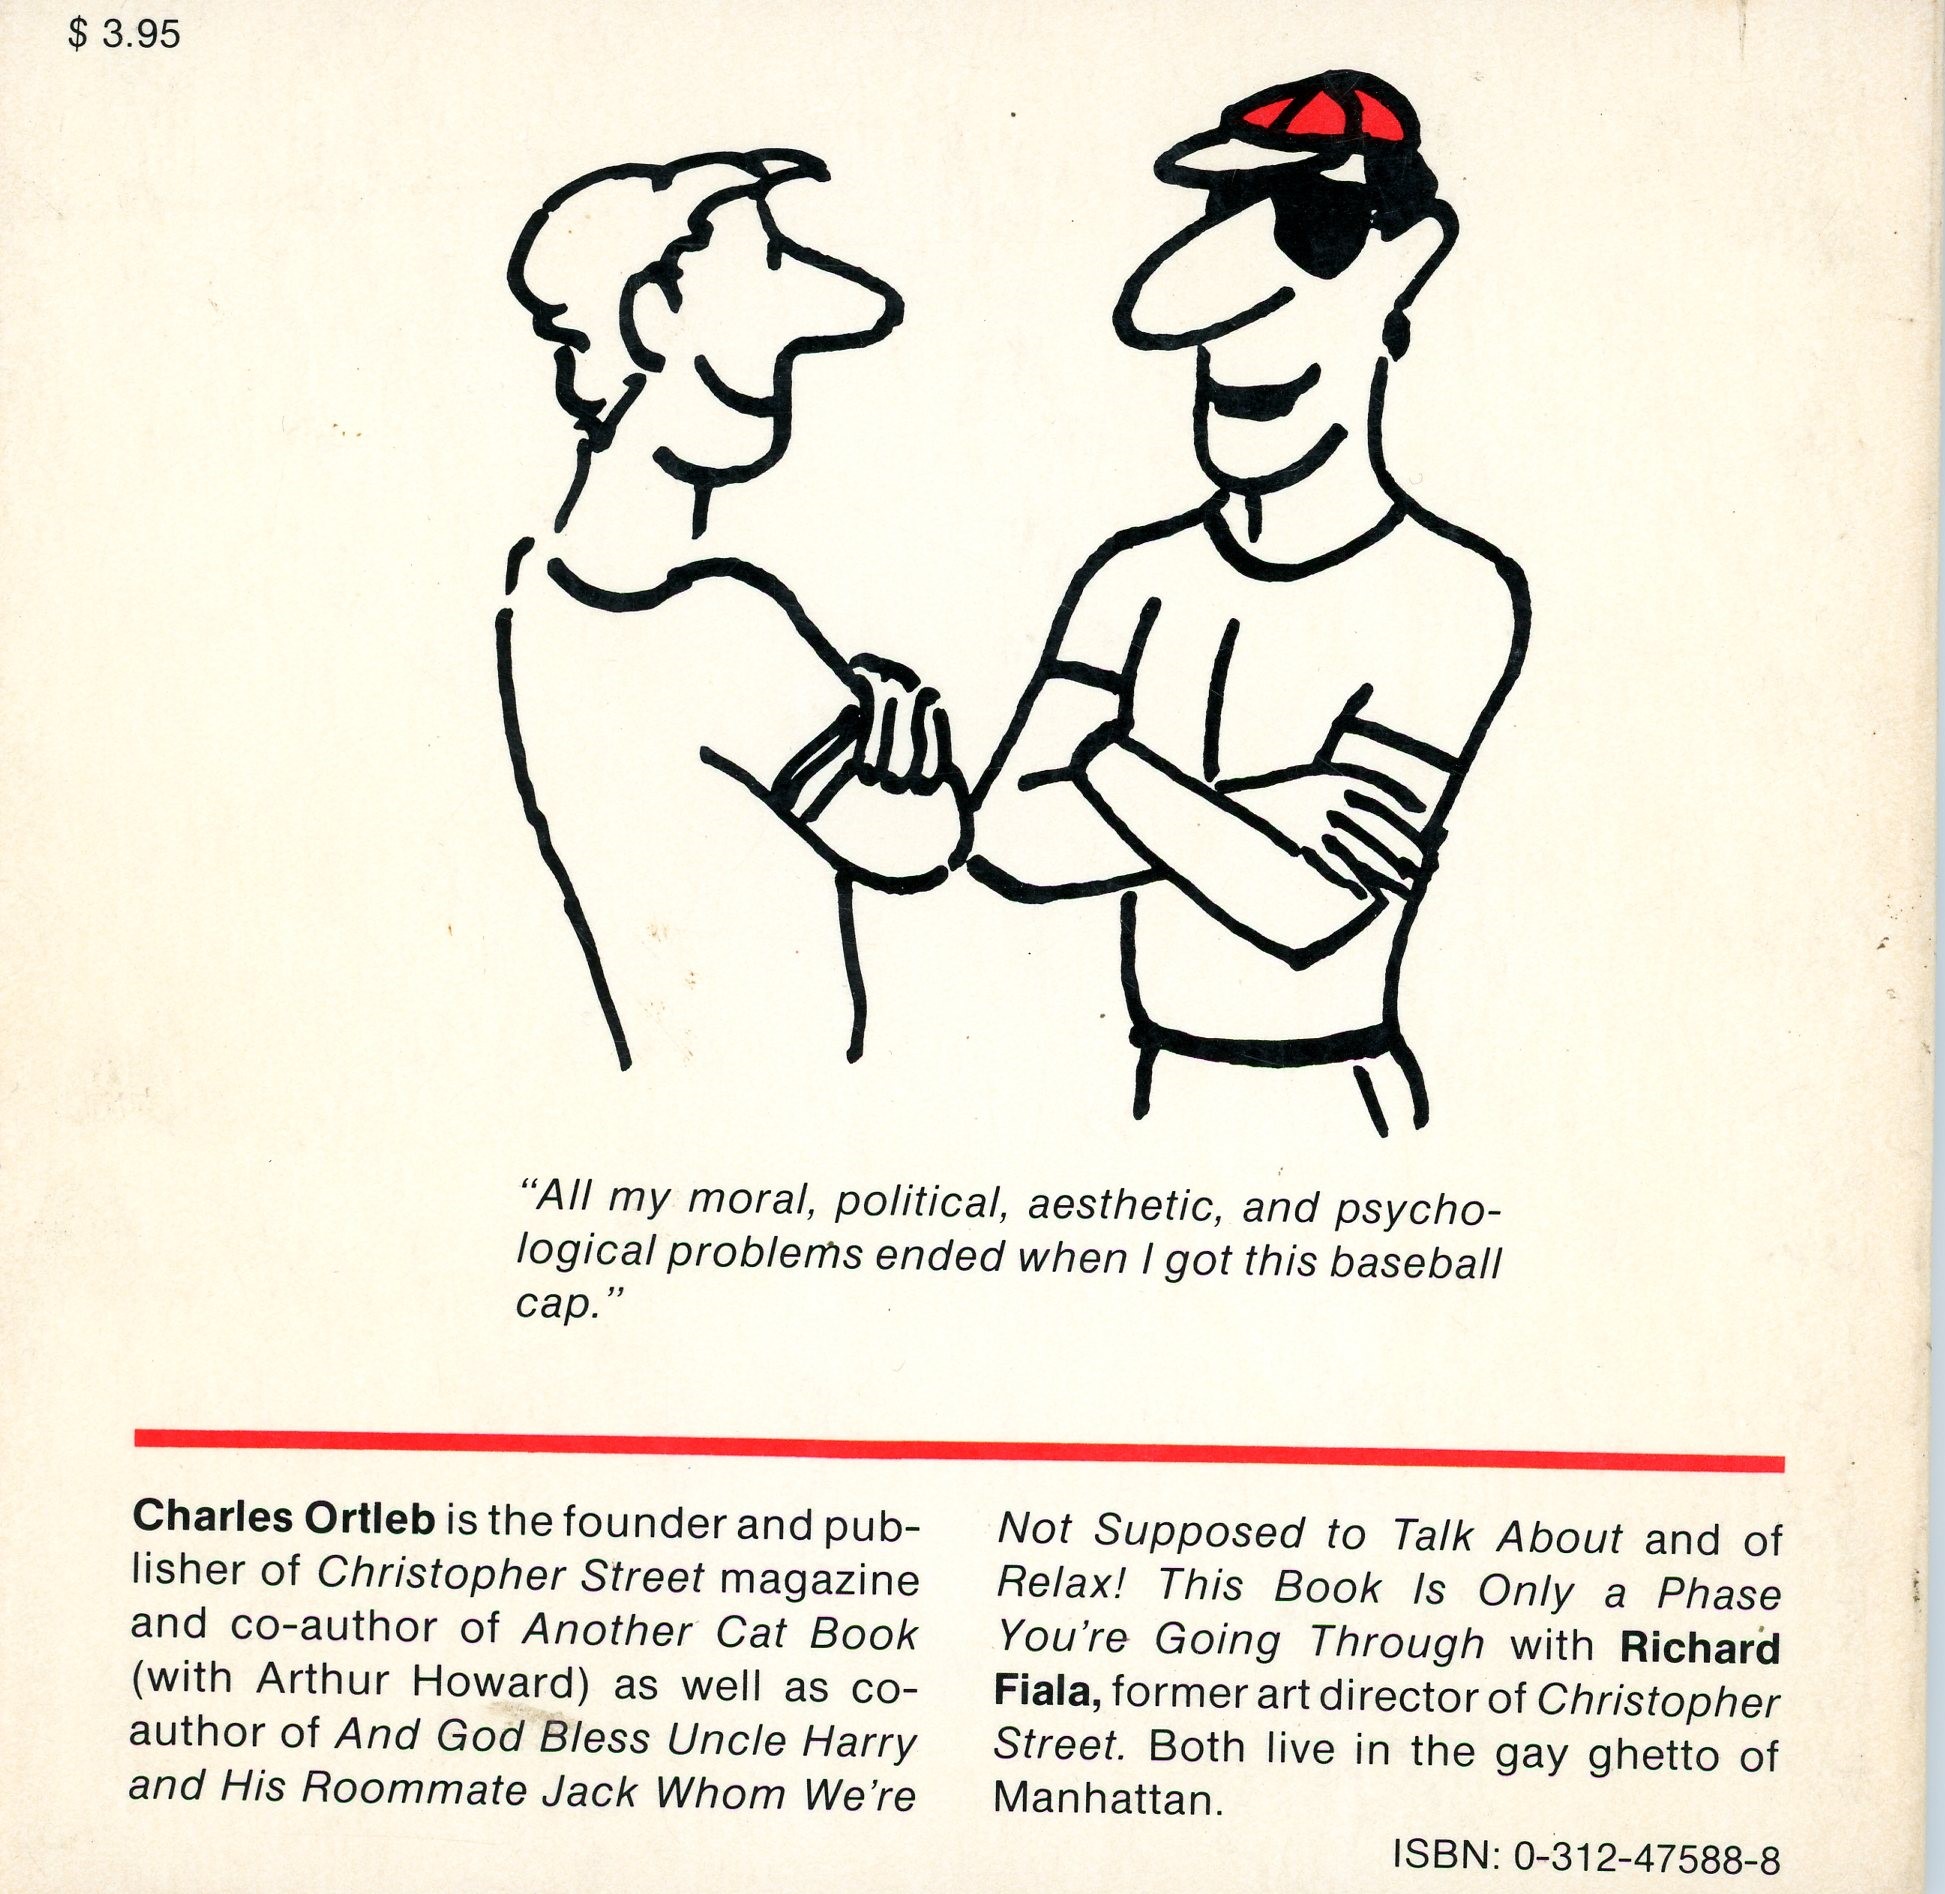 $ 3.95
“All my moral, political, aesthetic, and psycho-
logical problems ended when I got this baseball
cap.”
Charles Ortleb is the founder and pub-
lisher of Christopher Street magazine
and co-author of Another Cat Book
(with Arthur Howard) as well as co-
author of And God Bless Uncle Harry
and His Roommate Jack Whom We’re
Not Supposed to Talk About and of
Relax! This Book Is Only a Phase
You’re Going Through with Richard
Fiala, former art director of Christopher
Street. Both live in the gay ghetto of
Manhattan.
ISBN: 0-312-47588-8